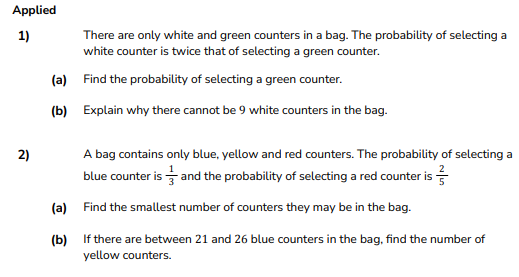 Applied
1) There are only white and green counters in a bag. The probability of selecting a
white counter is twice that of selecting a green counter.
(a) Find the probability of selecting a green counter.
(b) Explain why there cannot be 9 white counters in the bag.
2) A bag contains only blue, yellow and red counters. The probability of selecting a
blue counter is 1/3 and the probability of selecting a red counter is 2/5
(a) Find the smallest number of counters they may be in the bag.
(b) If there are between 21 and 26 blue counters in the bag, find the number of
yellow counters.